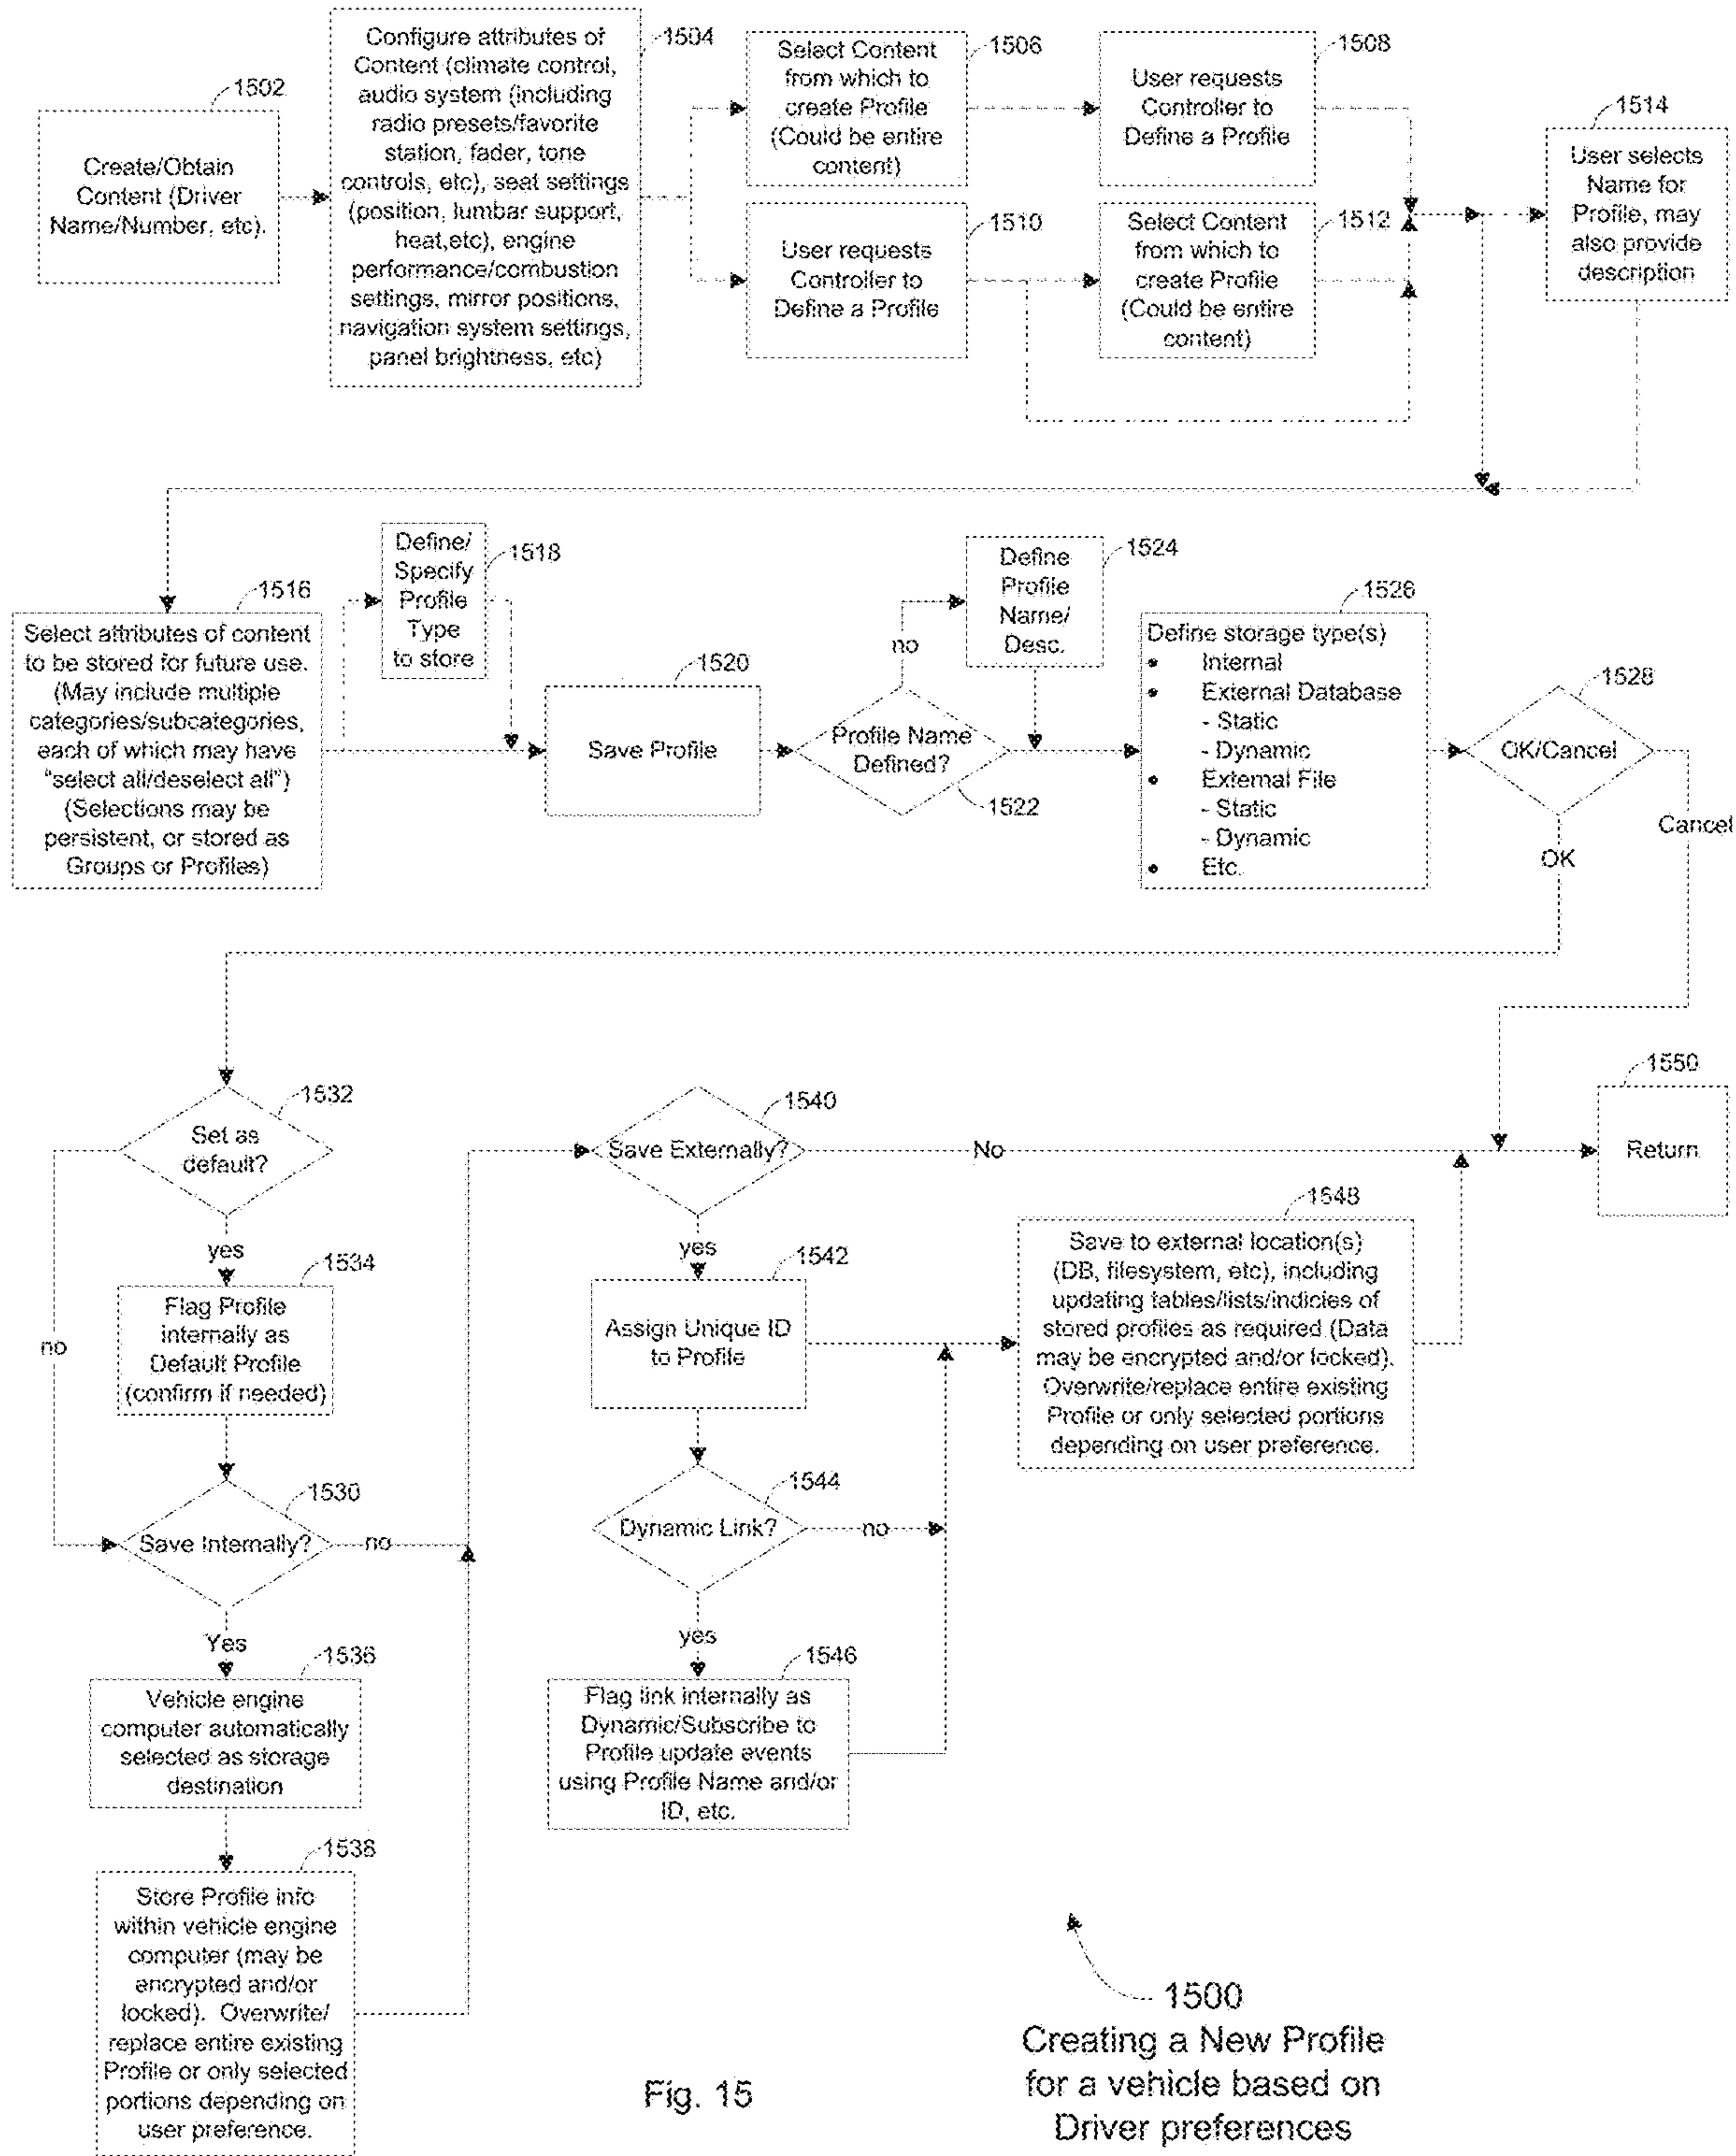 1502
Create/Obtain
Content (Driver
Name/Number, etc).
1504
Configure attributes of
Content (climate control,
audio system (including
radio presets/favorite
station, fader, tone
controls, etc), seat settings
(position, lumbar support,
heat,etc), engine
performance/combustion
settings, mirror positions,
navigation system settings,
panel brightness, etc)
1506
Select Content
from which to
create Profile
(Could be entire
content)
1508
User requests
Controller to
Define a Profile
1510
User requests
Controller to
Define a Profile
1512
Select Content
from which to
create Profile
(Could be entire
content)
1514
User selects
Name for
Profile, may
also provide
description
1516
Select attributes of content
to be stored for future use.
(May include multiple
categories/subcategories,
each of which may have
"select all/deselect all")
(Selections may be
persistent, or stored as
Groups or Profiles)
1518
Define/
Specify
Profile
Type
to store
1520
Save Profile
Profile Name
Defined?
1522
no
1524
Define
Profile
Name/
Desc.
1526
Define storage type(s)
• Internal
• External Database
- Static
- Dynamic
• External File
- Static
- Dynamic
• Etc.
1528
OK/Cancel
Cancel
OK
1532
Set as
default?
yes
no
1534
Flag Profile
internally as
Default Profile
(confirm if needed)
1530
Save Internally?
no
Yes
1536
Vehicle engine
computer automatically
selected as storage
destination
1538
Store Profile info
within vehicle engine
computer (may be
encrypted and/or
locked). Overwrite/
replace entire existing
Profile or only selected
portions depending on
user preference.
1540
Save Externally?
No
yes
1542
Assign Unique ID
to Profile
1544
Dynamic Link?
no
yes
1546
Flag link internally as
Dynamic/Subscribe to
Profile update events
using Profile Name and/or
ID, etc.
1548
Save to external location(s)
(DB, filesystem, etc), including
updating tables/lists/indicies of
stored profiles as required (Data
may be encrypted and/or locked).
Overwrite/replace entire existing
Profile or only selected portions
depending on user preference.
1550
Return
Fig. 15
1500
Creating a New Profile
for a vehicle based on
Driver preferences